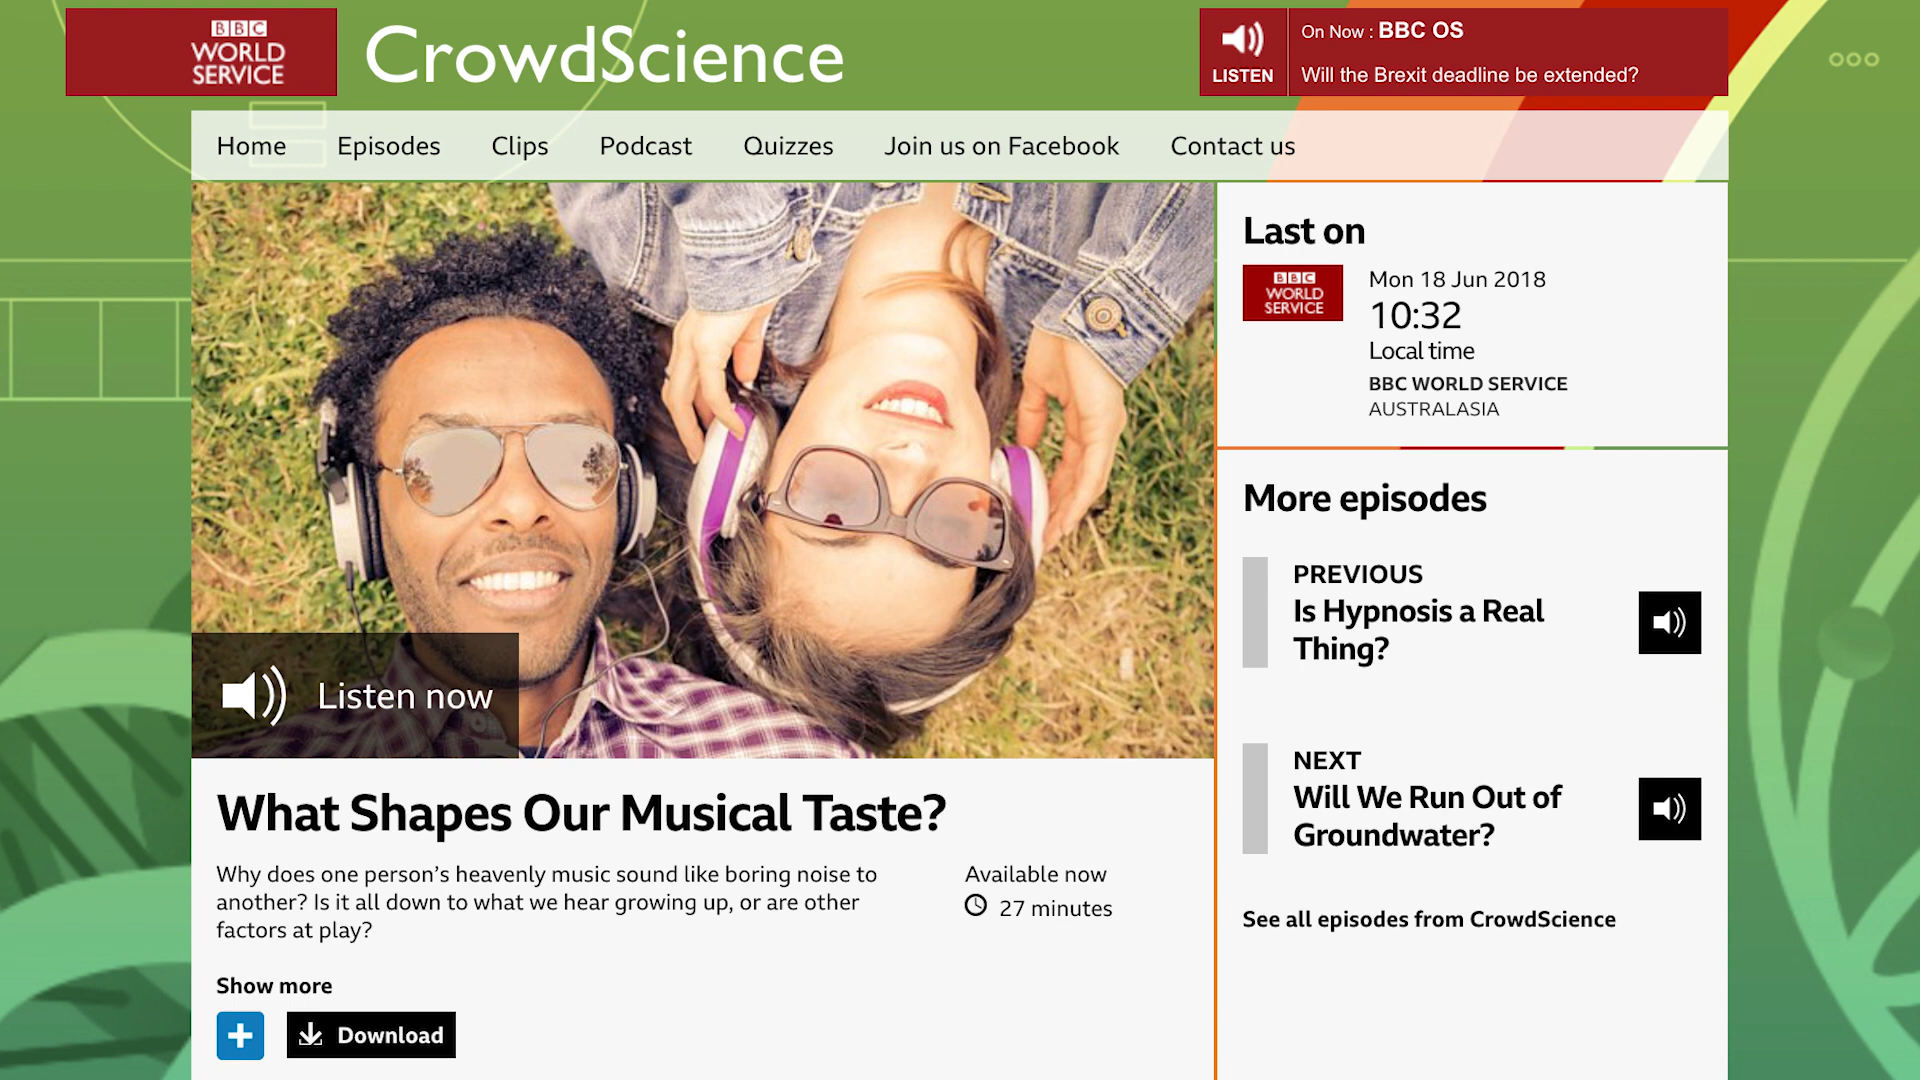 BBC
WORLD
SERVICE
CrowdScience
LISTEN
On Now : BBC OS
Will the Brexit deadline be extended?
Home Episodes Clips Podcast Quizzes Join us on Facebook Contact us
Listen now
What Shapes Our Musical Taste?
Why does one person’s heavenly music sound like boring noise to
another? Is it all down to what we hear growing up, or are other
factors at play?
Available now
27 minutes
Show more
Download
Last on
BBC
WORLD
SERVICE
Mon 18 Jun 2018
10:32
Local time
BBC WORLD SERVICE
AUSTRALASIA
More episodes
PREVIOUS
Is Hypnosis a Real
Thing?
NEXT
Will We Run Out of
Groundwater?
See all episodes from CrowdScience